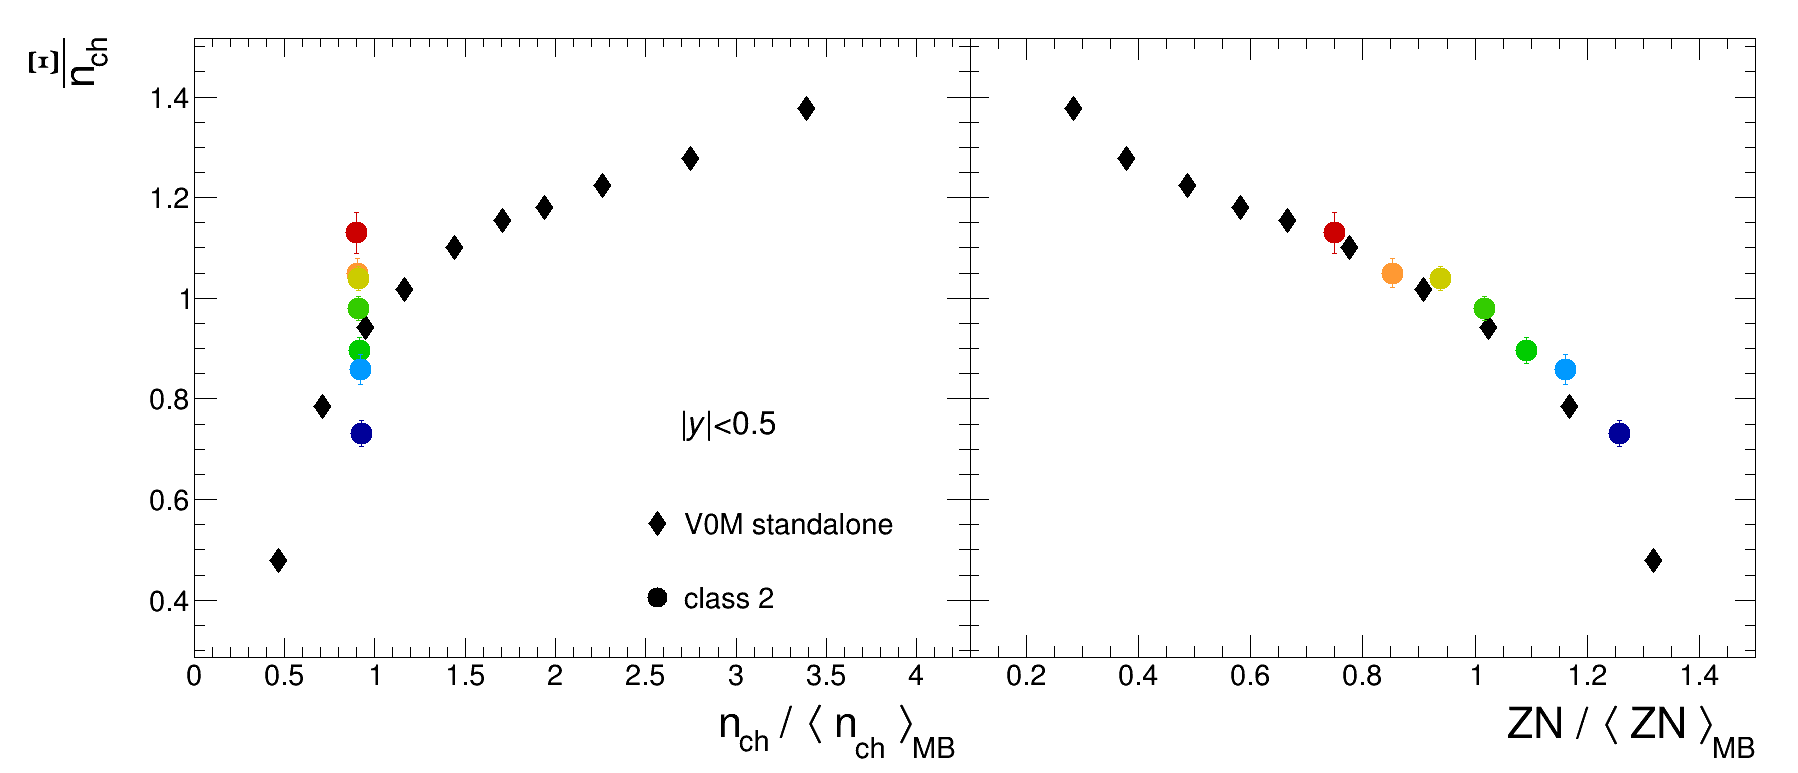 Ξ|n_ch
1.4
1.2
1
0.8
0.6
0.4
|y|<0.5
V0M standalone
class 2
0 0.5 1 1.5 2 2.5 3 3.5 4
0.2 0.4 0.6 0.8 1 1.2 1.4
n_ch / ⟨ n_ch ⟩_MB
ZN / ⟨ ZN ⟩_MB